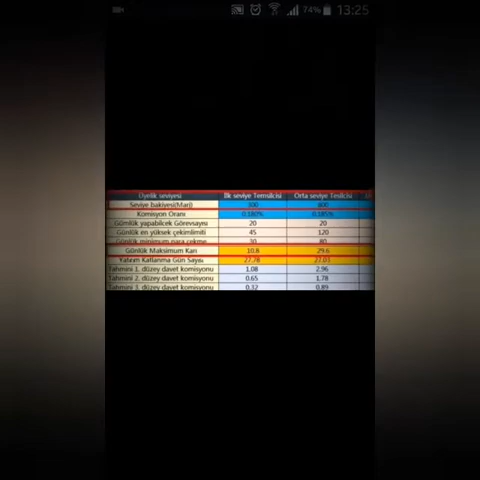 74% 13:25
Üyelik seviyesi İlk seviye Temsilcisi Orta seviye Tesilcisi
Seviye bakiyesi(Marj) 300 800
Komisyon Oranı 0.180% 0.185%
Günlük yapabilcek Görevsayısı 20 20
Günlük en yüksek çekimlimiti 45 120
Günlük minimum para çekme 30 80
Günlük Maksimum Karı 10.8 29.6
Yatırım Katlanma Gün Sayısı 27.78 27.03
Tahmini 1. düzey davet komisyonu 1.08 2.96
Tahmini 2. düzey davet komisyonu 0.65 1.78
Tahmini 3. düzey davet komisyonu 0.32 0.89